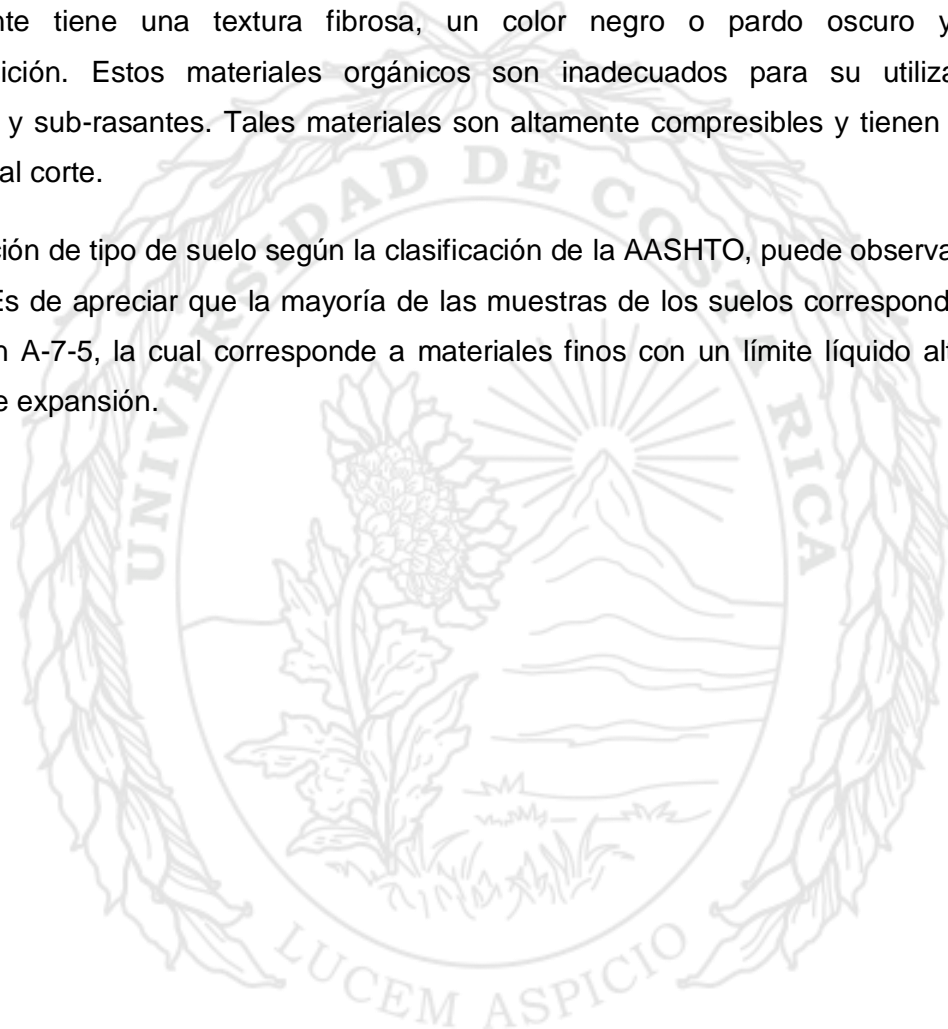 nte tiene una textura fibrosa, un color negro o pardo oscuro y
ición. Estos materiales orgánicos son inadecuados para su utiliza
y sub-rasantes. Tales materiales son altamente compresibles y tienen
al corte.
ción de tipo de suelo según la clasificación de la AASHTO, puede observa
Es de apreciar que la mayoría de las muestras de los suelos correspond
n A-7-5, la cual corresponde a materiales finos con un límite líquido alt
e expansión.
UNIVERSIDAD DE COSTA RICA
LUCEM ASPICIO